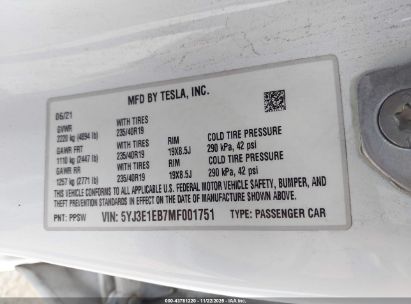 MFD BY TESLA, INC.
06/21
GVWR
2220 kg (4894 lb)
WITH TIRES
235/40R19
GAWR FRT
1110 kg (2447 lb)
WITH TIRES
235/40R19
RIM
19X8.5J
COLD TIRE PRESSURE
290 kPa, 42 psi
GAWR RR
1257 kg (2771 lb)
WITH TIRES
235/40R19
RIM
19X8.5J
COLD TIRE PRESSURE
290 kPa, 42 psi
THIS VEHICLE CONFORMS TO ALL APPLICABLE U.S. FEDERAL MOTOR VEHICLE SAFETY, BUMPER, AND
THEFT PREVENTION STANDARDS IN EFFECT ON THE DATE OF MANUFACTURE SHOWN ABOVE.
PNT: PPSW VIN: 5YJ3E1EB7MF001751 TYPE: PASSENGER CAR